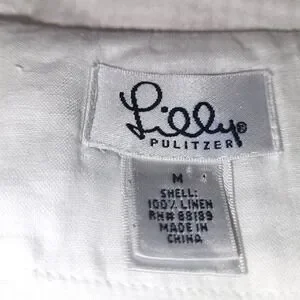 Lilly®
PULITZER
M
SHELL:
100% LINEN
RN# 88189
MADE IN
CHINA